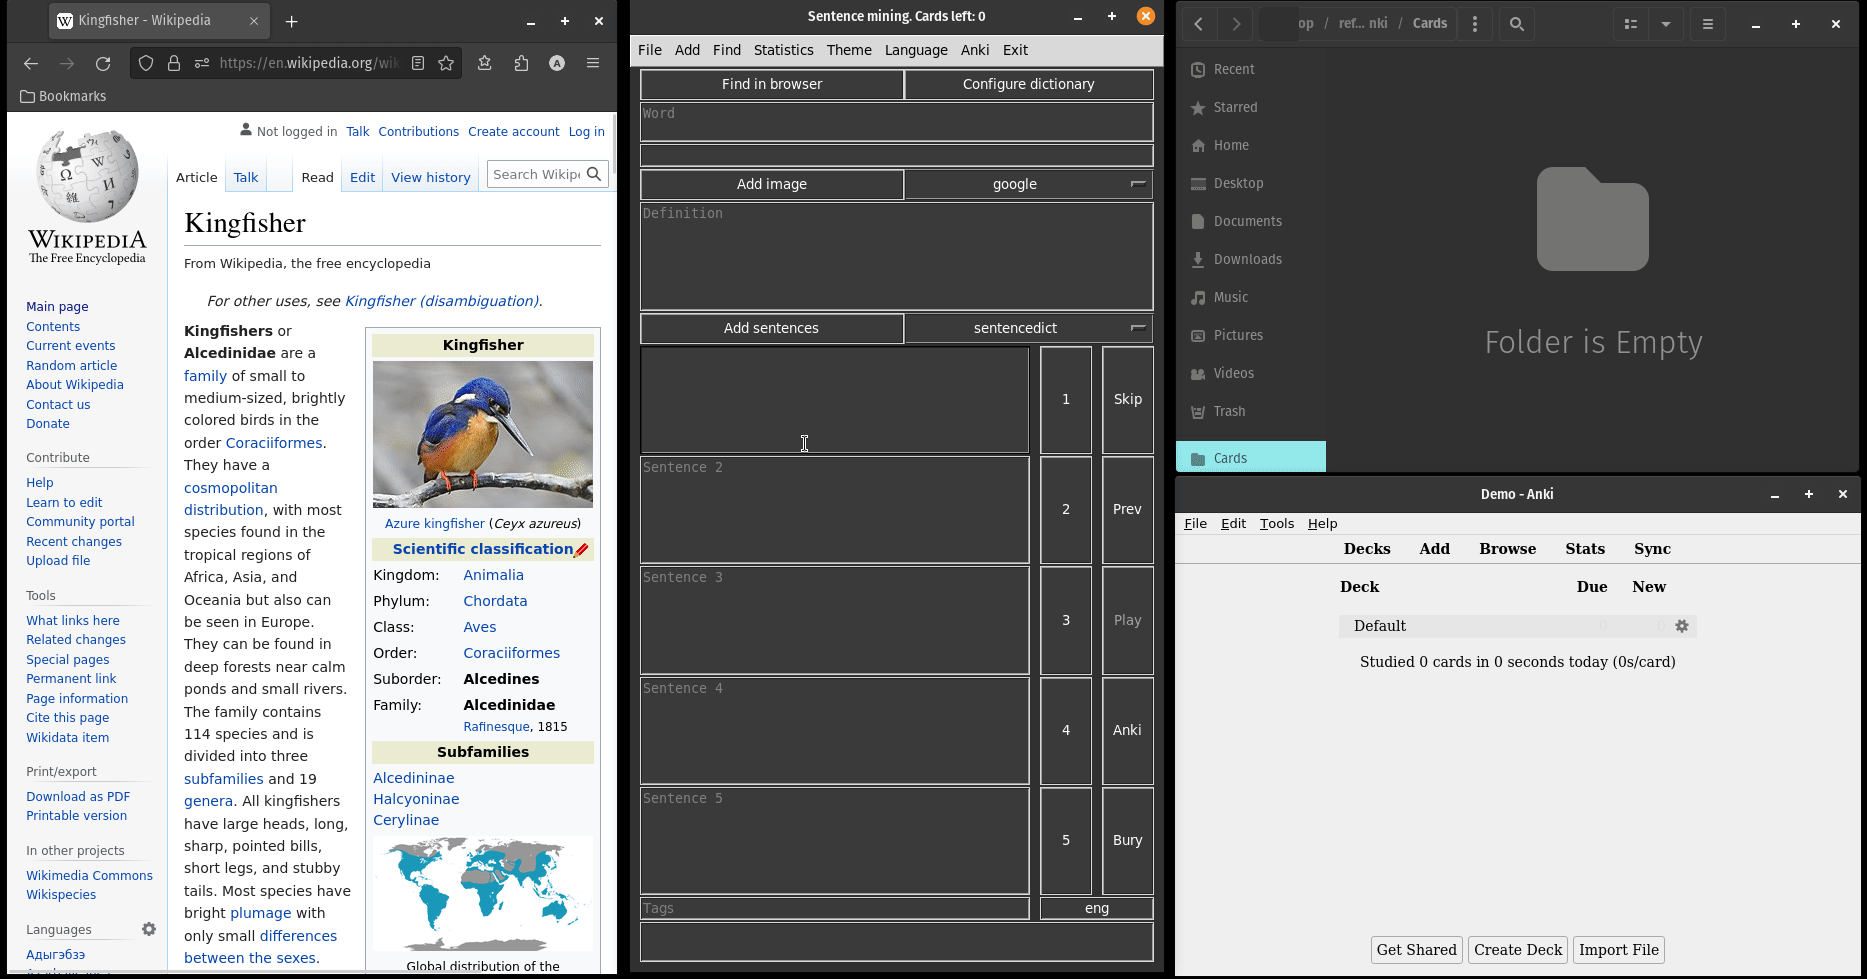 Kingfisher - Wikipedia
https://en.wikipedia.org/wik
Bookmarks
Not logged in Talk Contributions Create account Log in
Article Talk Read Edit View history Search Wikipe
WIKIPEDIA
The Free Encyclopedia
Main page
Contents
Current events
Random article
About Wikipedia
Contact us
Donate
Contribute
Help
Learn to edit
Community portal
Recent changes
Upload file
Tools
What links here
Related changes
Special pages
Permanent link
Page information
Cite this page
Wikidata item
Print/export
Download as PDF
Printable version
In other projects
Wikimedia Commons
Wikispecies
Languages
Адыгэбзэ
Kingfisher
From Wikipedia, the free encyclopedia
For other uses, see Kingfisher (disambiguation).
Kingfishers or
Alcedinidae are a
family of small to
medium-sized, brightly
colored birds in the
order Coraciiformes.
They have a
cosmopolitan
distribution, with most
species found in the
tropical regions of
Africa, Asia, and
Oceania but also can
be seen in Europe.
They can be found in
deep forests near calm
ponds and small rivers.
The family contains
114 species and is
divided into three
subfamilies and 19
genera. All kingfishers
have large heads, long,
sharp, pointed bills,
short legs, and stubby
tails. Most species have
bright plumage with
only small differences
between the sexes.
Kingfisher
Azure kingfisher (Ceyx azureus)
Scientific classification
Kingdom: Animalia
Phylum: Chordata
Class: Aves
Order: Coraciiformes
Suborder: Alcedines
Family: Alcedinidae
Rafinesque, 1815
Subfamilies
Alcedininae
Halcyoninae
Cerylinae
Global distribution of the
Sentence mining. Cards left: 0
File Add Find Statistics Theme Language Anki Exit
Find in browser Configure dictionary
Word
Add image google
Definition
Add sentences sentencedict
1 Skip
Sentence 2 2 Prev
Sentence 3 3 Play
Sentence 4 4 Anki
Sentence 5 5 Bury
Tags eng
op / ref... nki / Cards
Recent
Starred
Home
Desktop
Documents
Downloads
Music
Pictures
Videos
Trash
Cards
Folder is Empty
Demo - Anki
File Edit Tools Help
Decks Add Browse Stats Sync
Deck Due New
Default 0 0
Studied 0 cards in 0 seconds today (0s/card)
Get Shared Create Deck Import File